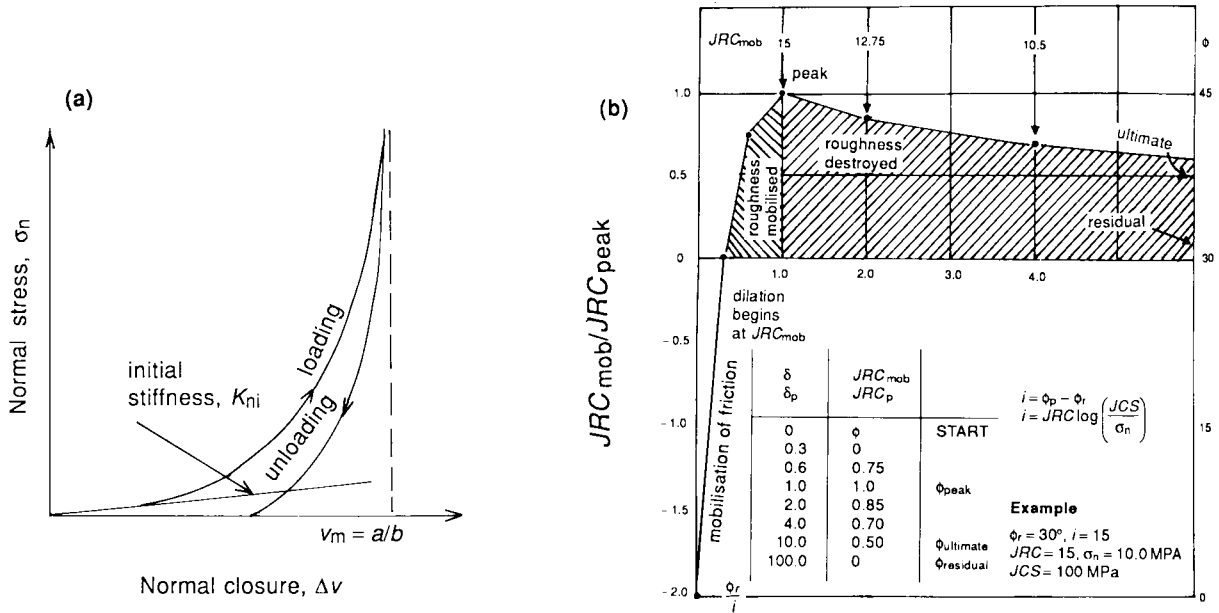 (a)
Normal stress, σn
initial
stiffness, Kni
loading
unloading
vm = a/b
Normal closure, Δv
(b)
JRCmob/JRCpeak
JRCmob 15 12.75 10.5 ϕ
peak
1.0 45
ultimate
roughness
destroyed
roughness
mobilised
0.5
residual
0 30
1.0 2.0 3.0 4.0
dilation
begins
at JRCmob
- 0.5
-1.0
- 1.5
-2.0
15
0
mobilisation of friction
δ JRCmob
δp JRCp
0 ϕ START
0.3 0
0.6 0.75
1.0 1.0 ϕpeak
2.0 0.85
4.0 0.70
10.0 0.50 ϕultimate
100.0 0 ϕresidual
i = ϕp – ϕr
i = JRC log (JCS/σn)
Example
ϕr = 30°, i = 15
JRC = 15, σn = 10.0 MPA
JCS = 100 MPa
ϕr
i